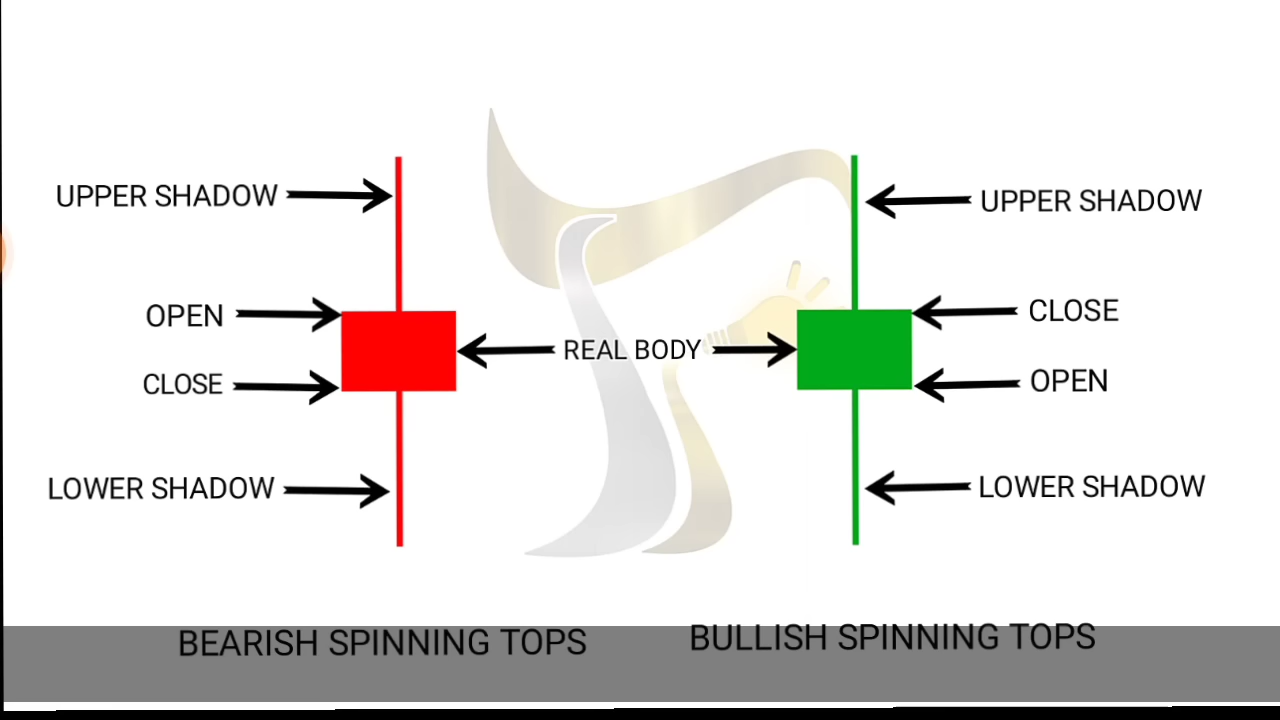 UPPER SHADOW
UPPER SHADOW
OPEN
CLOSE
REAL BODY
CLOSE
OPEN
LOWER SHADOW
LOWER SHADOW
BEARISH SPINNING TOPS
BULLISH SPINNING TOPS